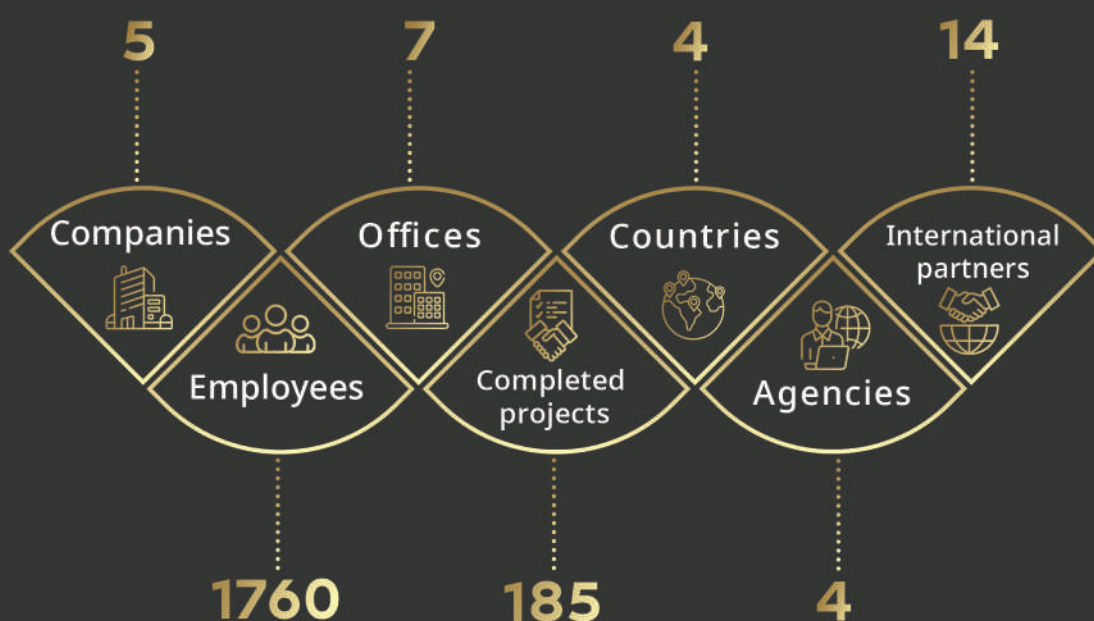 5
7
4
14
Companies
Offices
Countries
International
partners
Employees
Completed
projects
Agencies
1760
185
4